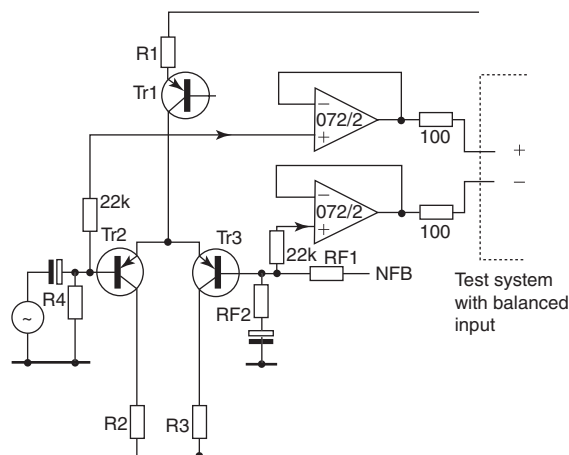 R1
Tr1
−
072/2
+
100
+
−
−
072/2
+
100
22k
Tr2
Tr3
22k
RF1
NFB
R4
~
RF2
Test system
with balanced
input
R2
R3